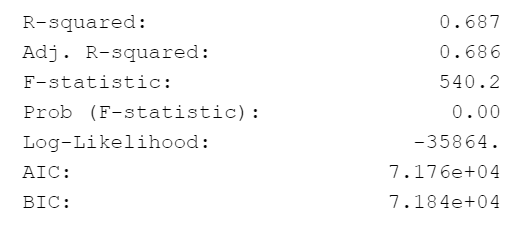 R-squared: 0.687
Adj. R-squared: 0.686
F-statistic: 540.2
Prob (F-statistic): 0.00
Log-Likelihood: -35864.
AIC: 7.176e+04
BIC: 7.184e+04